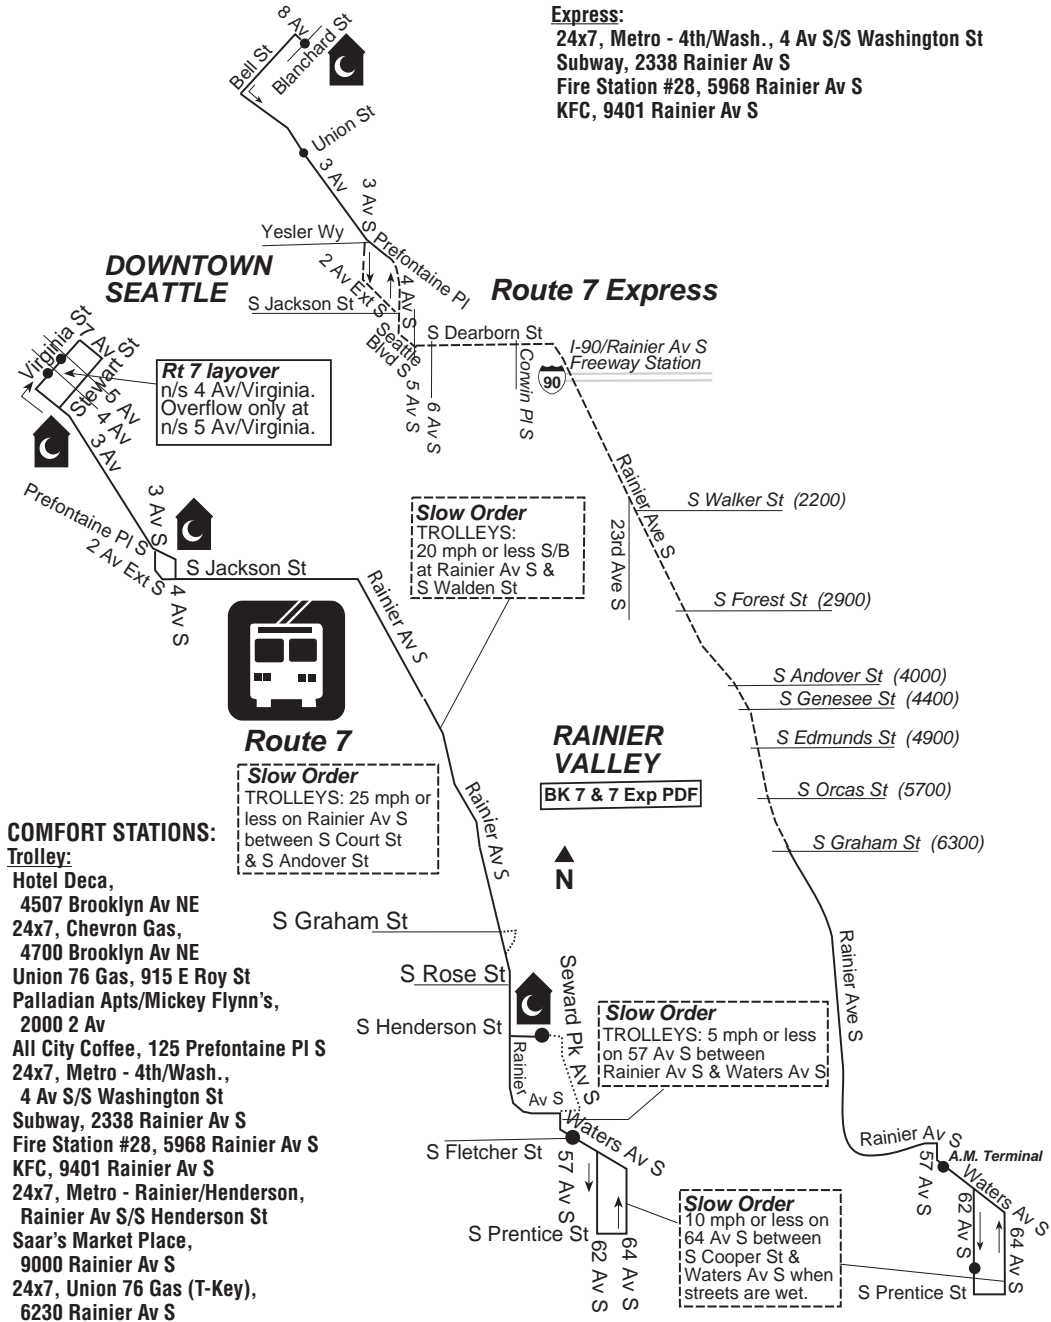 Express:
24x7, Metro - 4th/Wash., 4 Av S/S Washington St
Subway, 2338 Rainier Av S
Fire Station #28, 5968 Rainier Av S
KFC, 9401 Rainier Av S
8 Av
Bell St
Blanchard St
Union St
3 Av
3 Av S
Yesler Wy
Prefontaine Pl
2 Av Ext S
4 Av S
S Jackson St
Seattle
Blvd S
5 Av S
6 Av S
S Dearborn St
Corwin Pl S
DOWNTOWN
SEATTLE
Route 7 Express
I-90/Rainier Av S
Freeway Station
90
Virginia St
7 Av
Stewart St
5 Av
4 Av
3 Av
Rt 7 layover
n/s 4 Av/Virginia.
Overflow only at
n/s 5 Av/Virginia.
Prefontaine Pl S
3 Av S
2 Av Ext S
4 Av S
S Jackson St
Rainier Av S
Slow Order
TROLLEYS:
20 mph or less S/B
at Rainier Av S &
S Walden St
Rainier Ave S
23rd Ave S
S Walker St (2200)
S Forest St (2900)
S Andover St (4000)
S Genesee St (4400)
S Edmunds St (4900)
S Orcas St (5700)
S Graham St (6300)
Route 7
RAINIER
VALLEY
BK 7 & 7 Exp PDF
N
Slow Order
TROLLEYS: 25 mph or
less on Rainier Av S
between S Court St
& S Andover St
Rainier Av S
COMFORT STATIONS:
Trolley:
Hotel Deca,
4507 Brooklyn Av NE
24x7, Chevron Gas,
4700 Brooklyn Av NE
Union 76 Gas, 915 E Roy St
Palladian Apts/Mickey Flynn's,
2000 2 Av
All City Coffee, 125 Prefontaine Pl S
24x7, Metro - 4th/Wash.,
4 Av S/S Washington St
Subway, 2338 Rainier Av S
Fire Station #28, 5968 Rainier Av S
KFC, 9401 Rainier Av S
24x7, Metro - Rainier/Henderson,
Rainier Av S/S Henderson St
Saar's Market Place,
9000 Rainier Av S
24x7, Union 76 Gas (T-Key),
6230 Rainier Av S
S Graham St
S Rose St
S Henderson St
Seward Pk Av S
Rainier
Av S
Slow Order
TROLLEYS: 5 mph or less
on 57 Av S between
Rainier Av S & Waters Av S
Waters Av S
S Fletcher St
57 Av S
S Prentice St
62 Av S
64 Av S
Slow Order
10 mph or less on
64 Av S between
S Cooper St &
Waters Av S when
streets are wet.
Rainier Ave S
Rainier Av S
A.M. Terminal
57 Av S
Waters Av S
62 Av S
64 Av S
S Prentice St